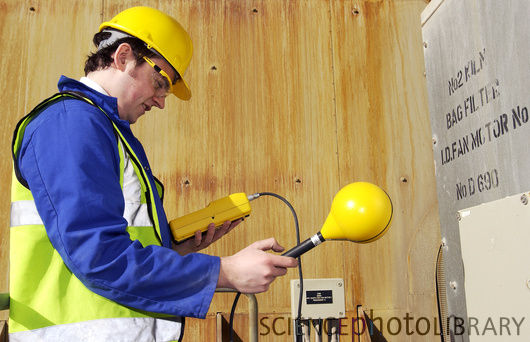 No2 KILN
BAG FILTER
I.D.FAN MOTOR No
No D 690
SCIENCEPHOTOLIBRARY